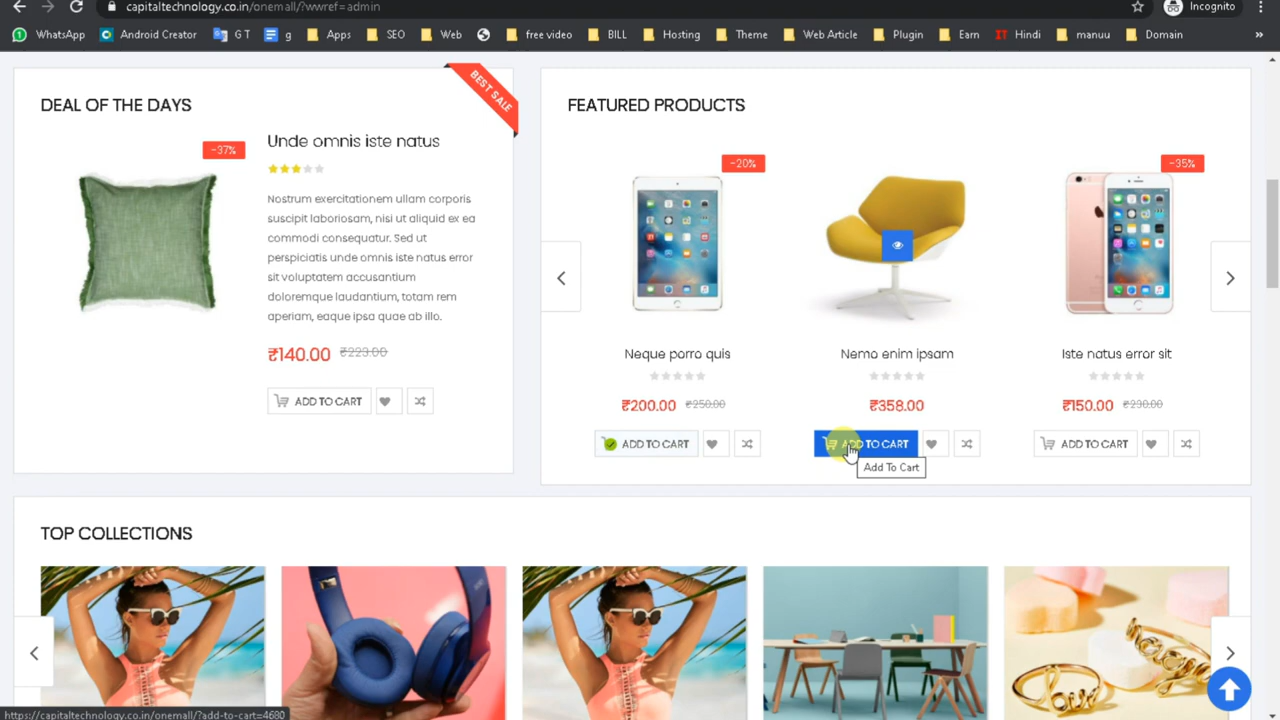 capitaltechnology.co.in/onemall/?wwref=admin
Incognito
WhatsApp
Android Creator
G T
g
Apps
SEO
Web
free video
BILL
Hosting
Theme
Web Article
Plugin
Earn
IT Hindi
manuu
Domain
»
DEAL OF THE DAYS
BEST SALE
-37%
Unde omnis iste natus
Nostrum exercitationem ullam corporis
suscipit laboriosam, nisi ut aliquid ex ea
commodi consequatur. Sed ut
perspiciatis unde omnis iste natus error
sit voluptatem accusantium
doloremque laudantium, totam rem
aperiam, eaque ipsa quae ab illo.
₹140.00 ₹223.00
ADD TO CART
FEATURED PRODUCTS
-20%
Neque porro quis
₹200.00 ₹250.00
ADD TO CART
Nemo enim ipsam
₹358.00
ADD TO CART
Add To Cart
-35%
Iste natus error sit
₹150.00 ₹230.00
ADD TO CART
TOP COLLECTIONS
https://capitaltechnology.co.in/onemall/?add-to-cart=4680